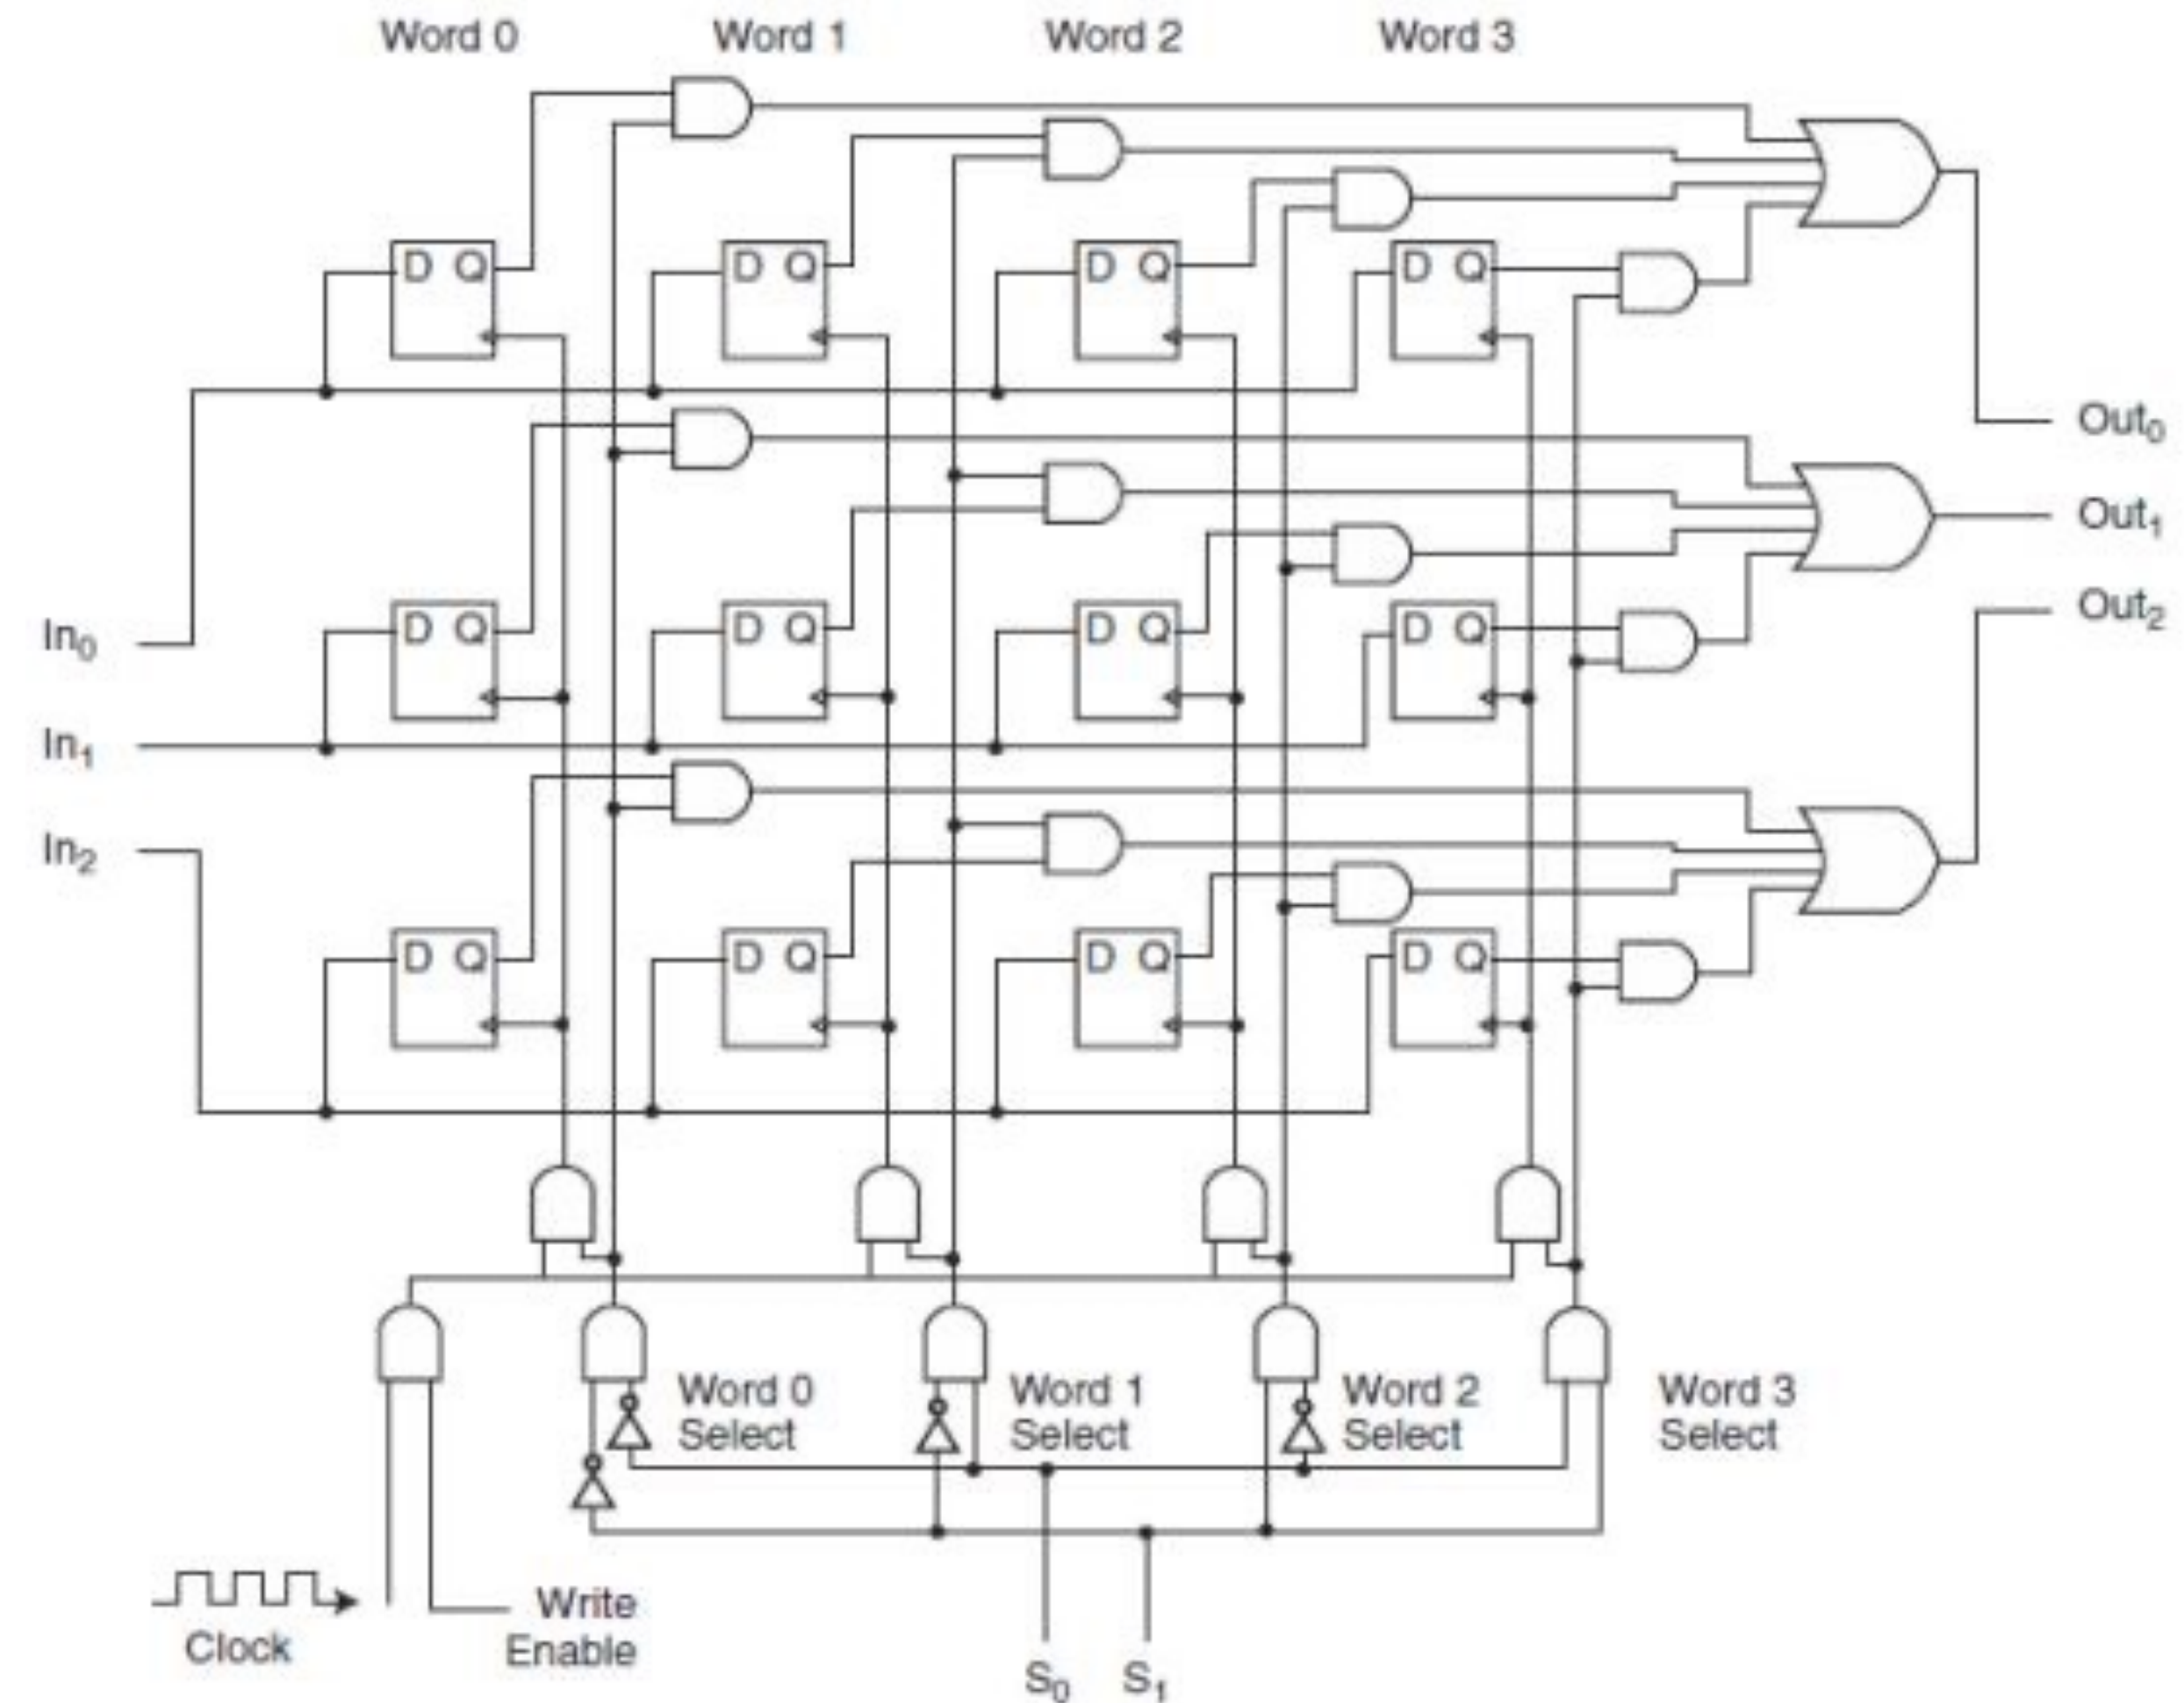 Word 0
Word 1
Word 2
Word 3
D Q
D Q
D Q
D Q
Out₀
Out₁
Out₂
In₀
D Q
D Q
D Q
D Q
In₁
In₂
D Q
D Q
D Q
D Q
Word 0
Select
Word 1
Select
Word 2
Select
Word 3
Select
Clock
Write
Enable
S₀
S₁